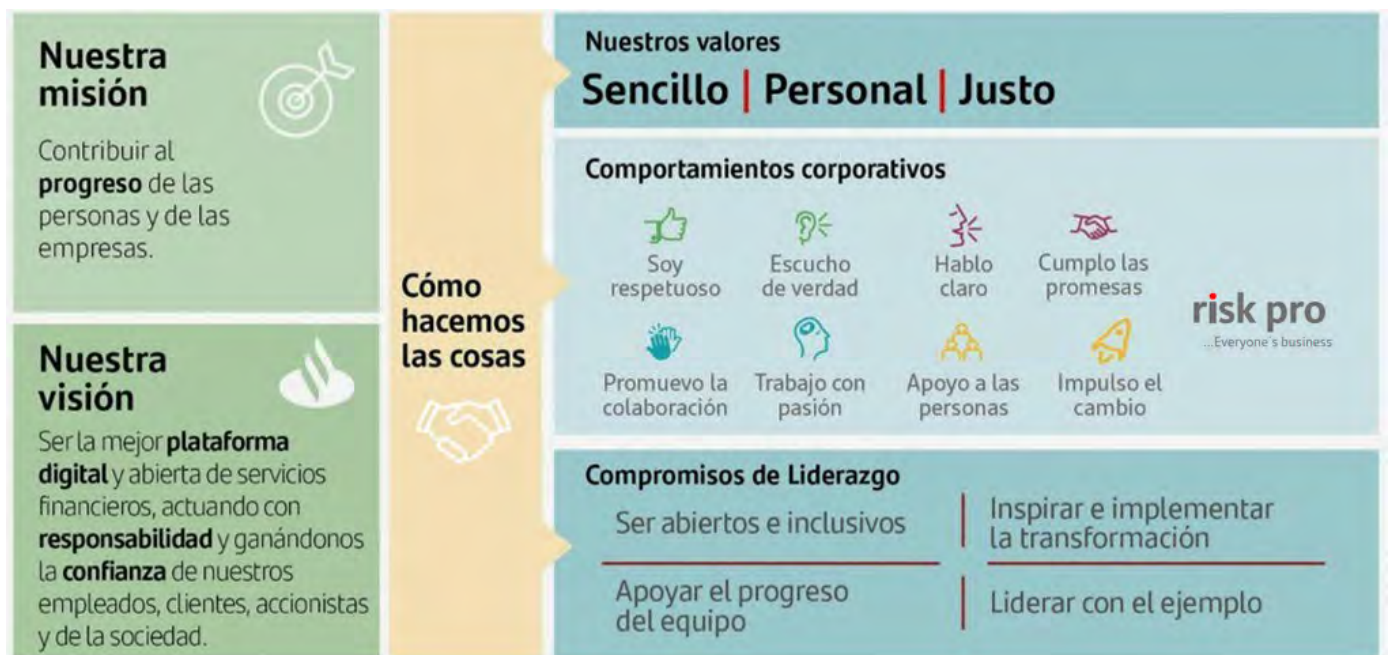 Nuestra
misión
Contribuir al
progreso de las
personas y de las
empresas.
Nuestra
visión
Ser la mejor plataforma
digital y abierta de servicios
financieros, actuando con
responsabilidad y ganándonos
la confianza de nuestros
empleados, clientes, accionistas
y de la sociedad.
Cómo
hacemos
las cosas
Nuestros valores
Sencillo | Personal | Justo
Comportamientos corporativos
Soy
respetuoso
Escucho
de verdad
Hablo
claro
Cumplo las
promesas
Promuevo la
colaboración
Trabajo con
pasión
Apoyo a las
personas
Impulso el
cambio
risk pro
...Everyone´s business
Compromisos de Liderazgo
Ser abiertos e inclusivos
Inspirar e implementar
la transformación
Apoyar el progreso
del equipo
Liderar con el ejemplo